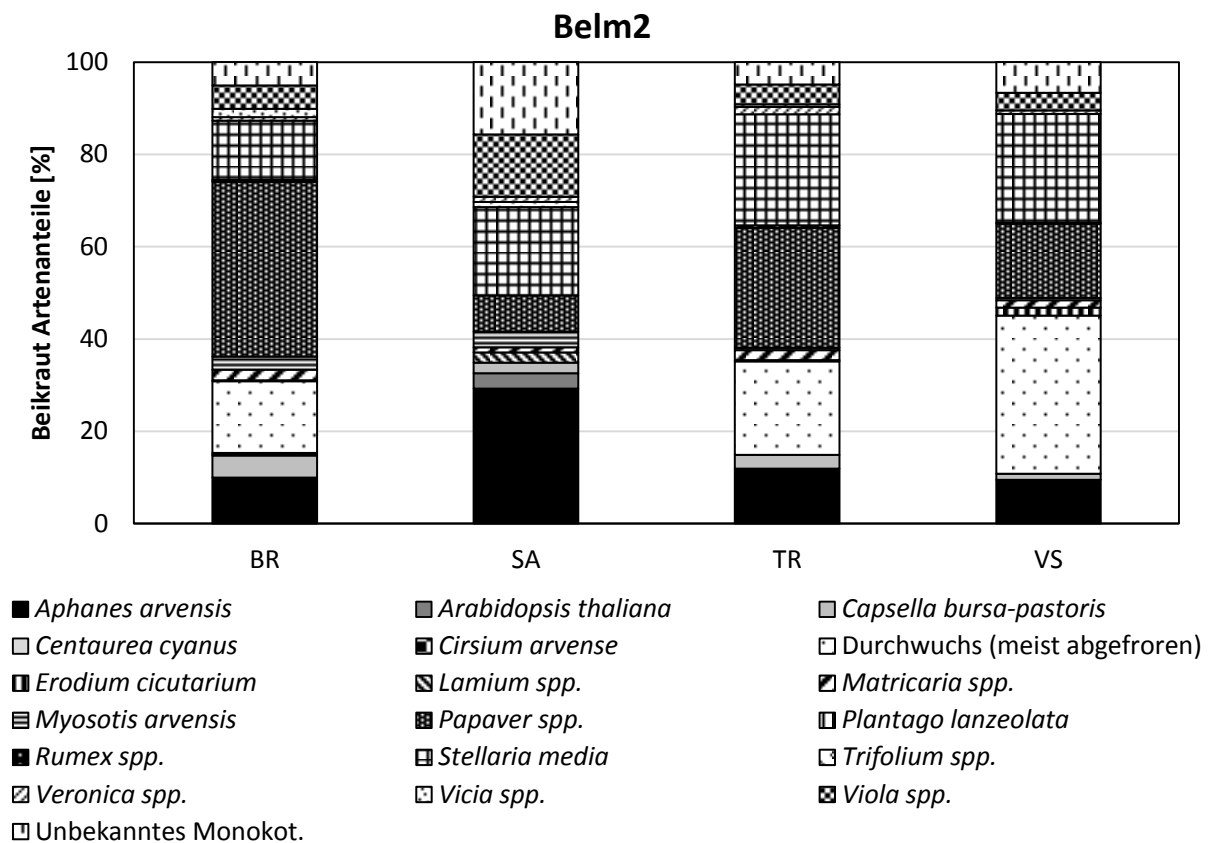 Belm2
Beikraut Artenanteile [%]
100
80
60
40
20
0
BR SA TR VS
Aphanes arvensis Arabidopsis thaliana Capsella bursa-pastoris
Centaurea cyanus Cirsium arvense Durchwuchs (meist abgefroren)
Erodium cicutarium Lamium spp. Matricaria spp.
Myosotis arvensis Papaver spp. Plantago lanzeolata
Rumex spp. Stellaria media Trifolium spp.
Veronica spp. Vicia spp. Viola spp.
Unbekanntes Monokot.